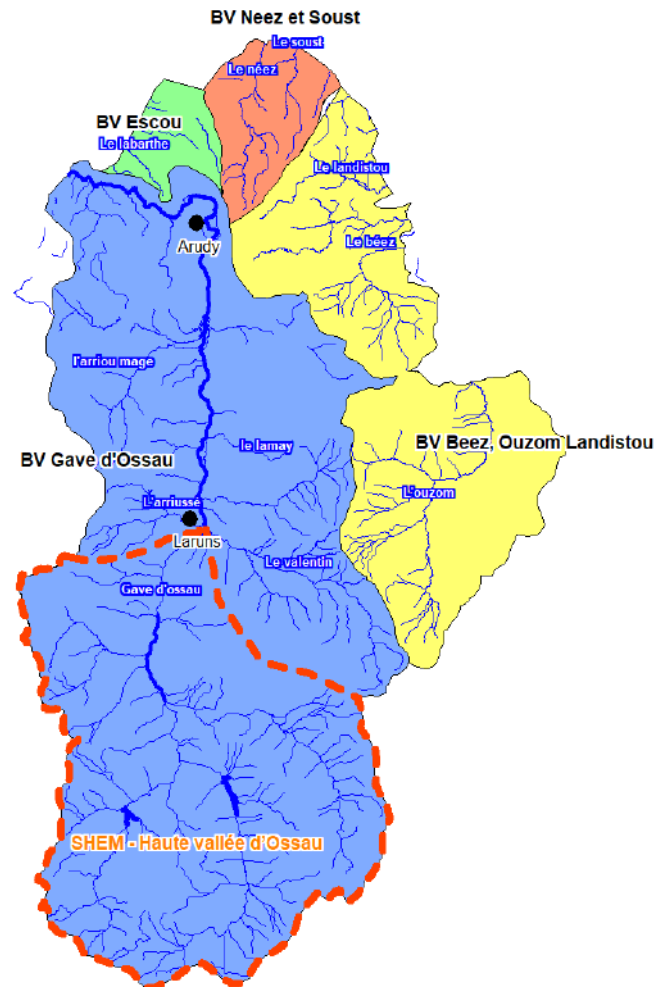 BV Neez et Soust
Le soust
Le néez
BV Escou
Le labarthe
Le landistou
Arudy
Le béez
l'arriou mage
BV Beez, Ouzom Landistou
le lamay
BV Gave d'Ossau
L'ouzom
L'arriussé
Laruns
Le valentin
Gave d'ossau
SHEM - Haute vallée d'Ossau